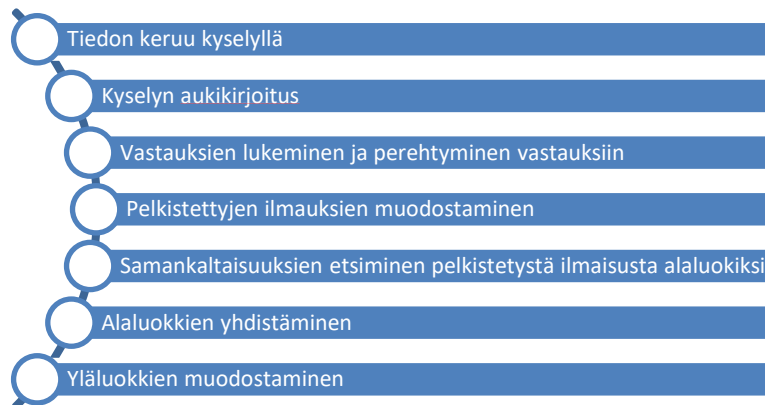 Tiedon keruu kyselyllä
Kyselyn aukikirjoitus
Vastauksien lukeminen ja perehtyminen vastauksiin
Pelkistettyjen ilmauksien muodostaminen
Samankaltaisuuksien etsiminen pelkistetystä ilmaisusta alaluokiksi
Alaluokkien yhdistäminen
Yläluokkien muodostaminen